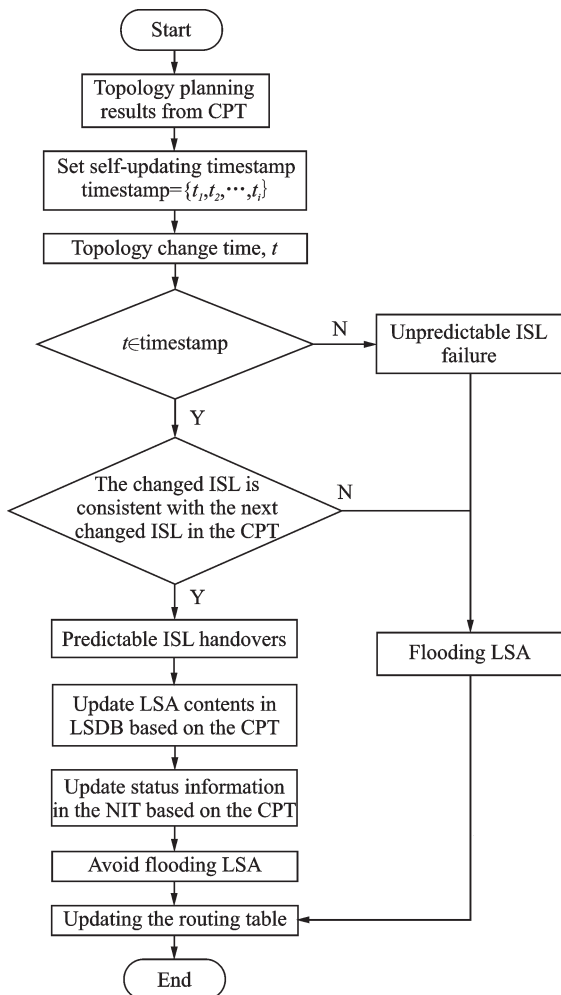 Start
Topology planning
results from CPT
Set self-updating timestamp
timestamp={t1,t2,⋯,ti}
Topology change time, t
t∈timestamp
N
Unpredictable ISL
failure
Y
The changed ISL is
consistent with the next
changed ISL in the CPT
N
Y
Predictable ISL handovers
Flooding LSA
Update LSA contents in
LSDB based on the CPT
Update status information
in the NIT based on the CPT
Avoid flooding LSA
Updating the routing table
End